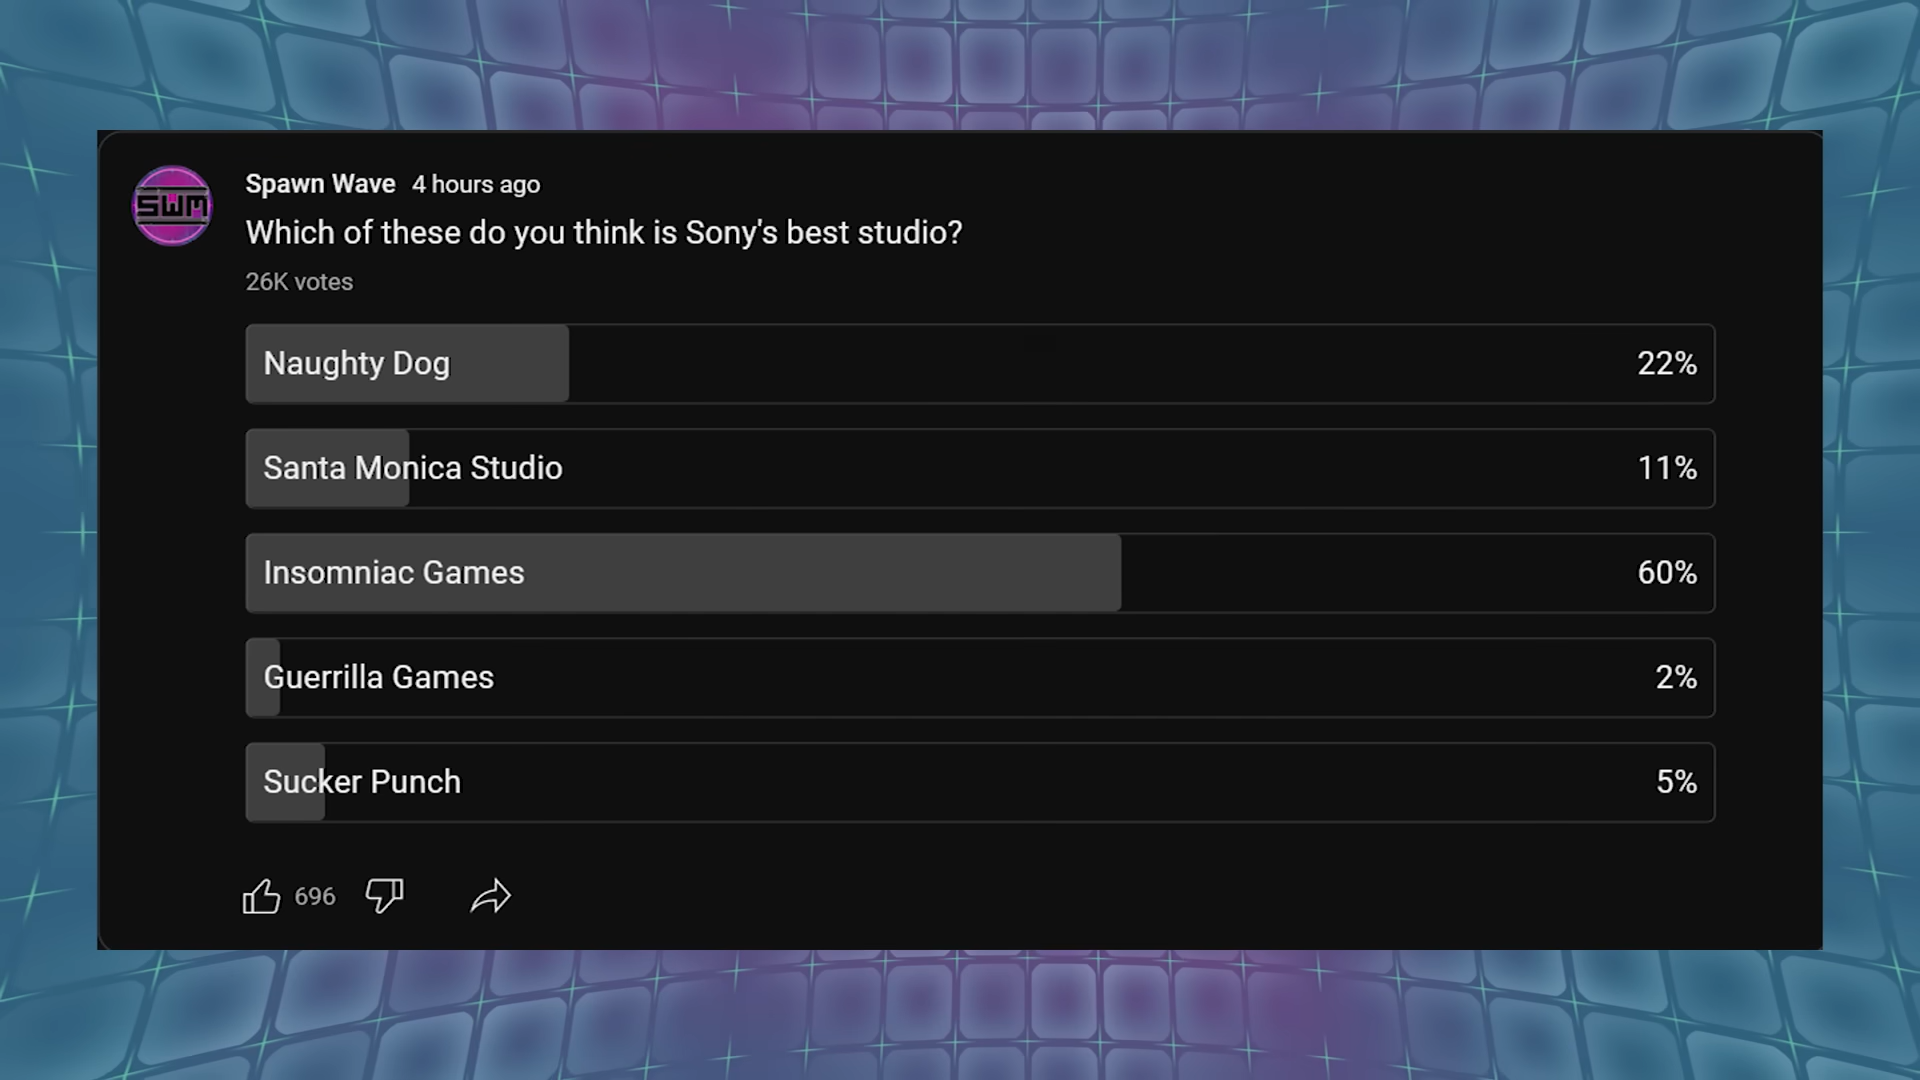 SWM
Spawn Wave 4 hours ago
Which of these do you think is Sony's best studio?
26K votes
Naughty Dog 22%
Santa Monica Studio 11%
Insomniac Games 60%
Guerrilla Games 2%
Sucker Punch 5%
696